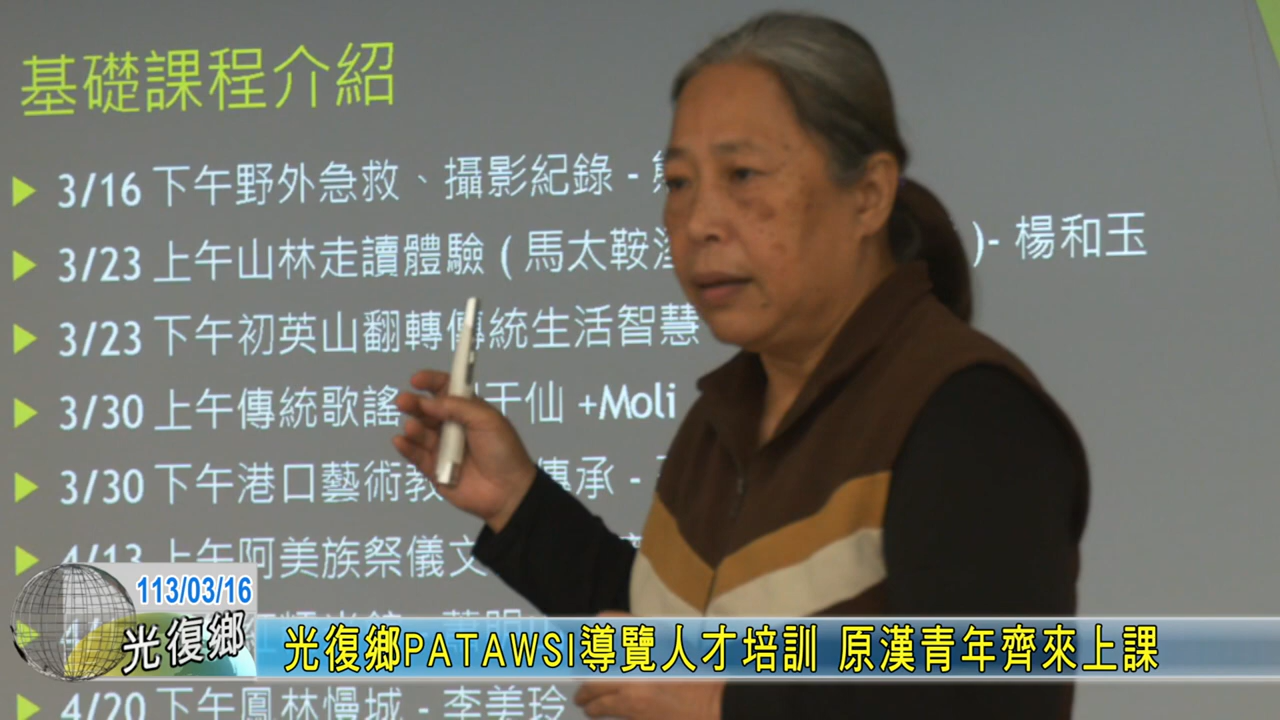 基礎課程介紹
3/16 下午野外急救、攝影紀錄 -
3/23 上午山林走讀體驗 ( 馬太鞍 )- 楊和玉
3/23 下午初英山翻轉傳統生活智慧
3/30 上午傳統歌謠 干仙 +Moli
3/30 下午港口藝術教 傳承 -
4/13 上午阿美族祭儀文
4/20 下午鳳林慢城 - 李美玲
113/03/16
光復鄉
光復鄉PATAWSI導覽人才培訓 原漢青年齊來上課